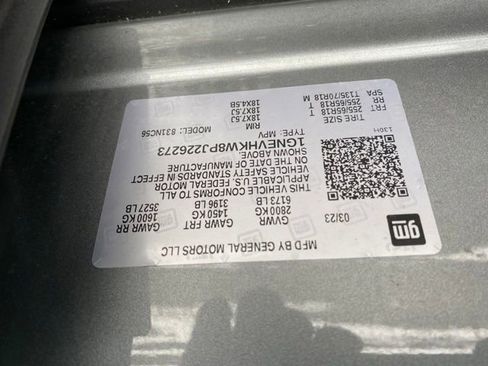 MFD BY GENERAL MOTORS LLC
gm
03/23
GVWR
2800 KG
6173 LB
GAWR FRT
1450 KG
3196 LB
GAWR RR
1600 KG
3527 LB
THIS VEHICLE CONFORMS TO ALL
APPLICABLE U.S. FEDERAL MOTOR
VEHICLE SAFETY STANDARDS IN EFFECT
ON THE DATE OF MANUFACTURE
SHOWN ABOVE.
1GNEVHKW8PJ226273
TYPE: MPV
MODEL: 831NC56
L30H
TIRE SIZE
RIM
FRT 255/65R18 T 18X7.5J
RR 255/65R18 T 18X7.5J
SPA T135/70R18 M 18X4.5B